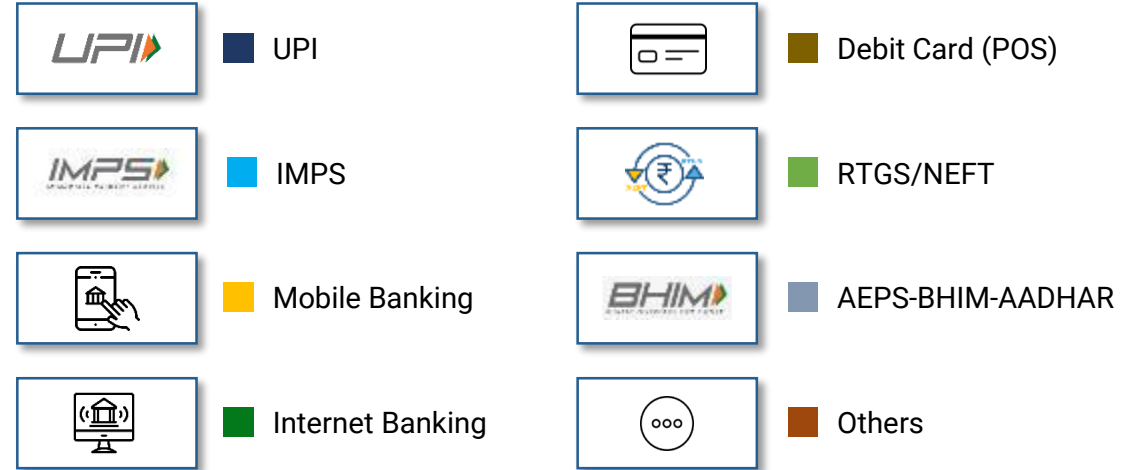 UPI
UPI
Debit Card (POS)
IMPS
IMPS
RTGS/NEFT
Mobile Banking
BHIM
AEPS-BHIM-AADHAR
Internet Banking
Others